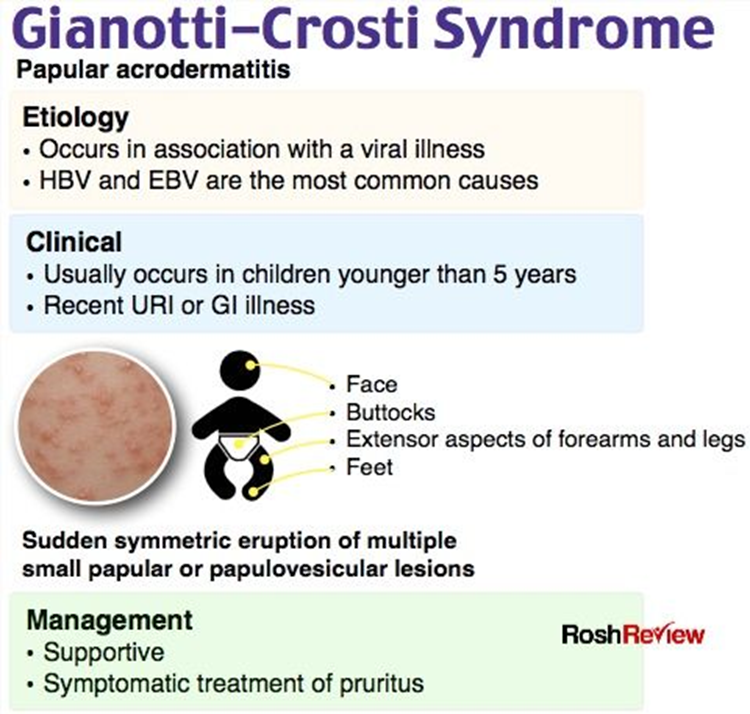 Gianotti–Crosti Syndrome
Papular acrodermatitis
Etiology
• Occurs in association with a viral illness
• HBV and EBV are the most common causes
Clinical
• Usually occurs in children younger than 5 years
• Recent URI or GI illness
• Face
• Buttocks
• Extensor aspects of forearms and legs
• Feet
Sudden symmetric eruption of multiple
small papular or papulovesicular lesions
Management
• Supportive
• Symptomatic treatment of pruritus
RoshReview